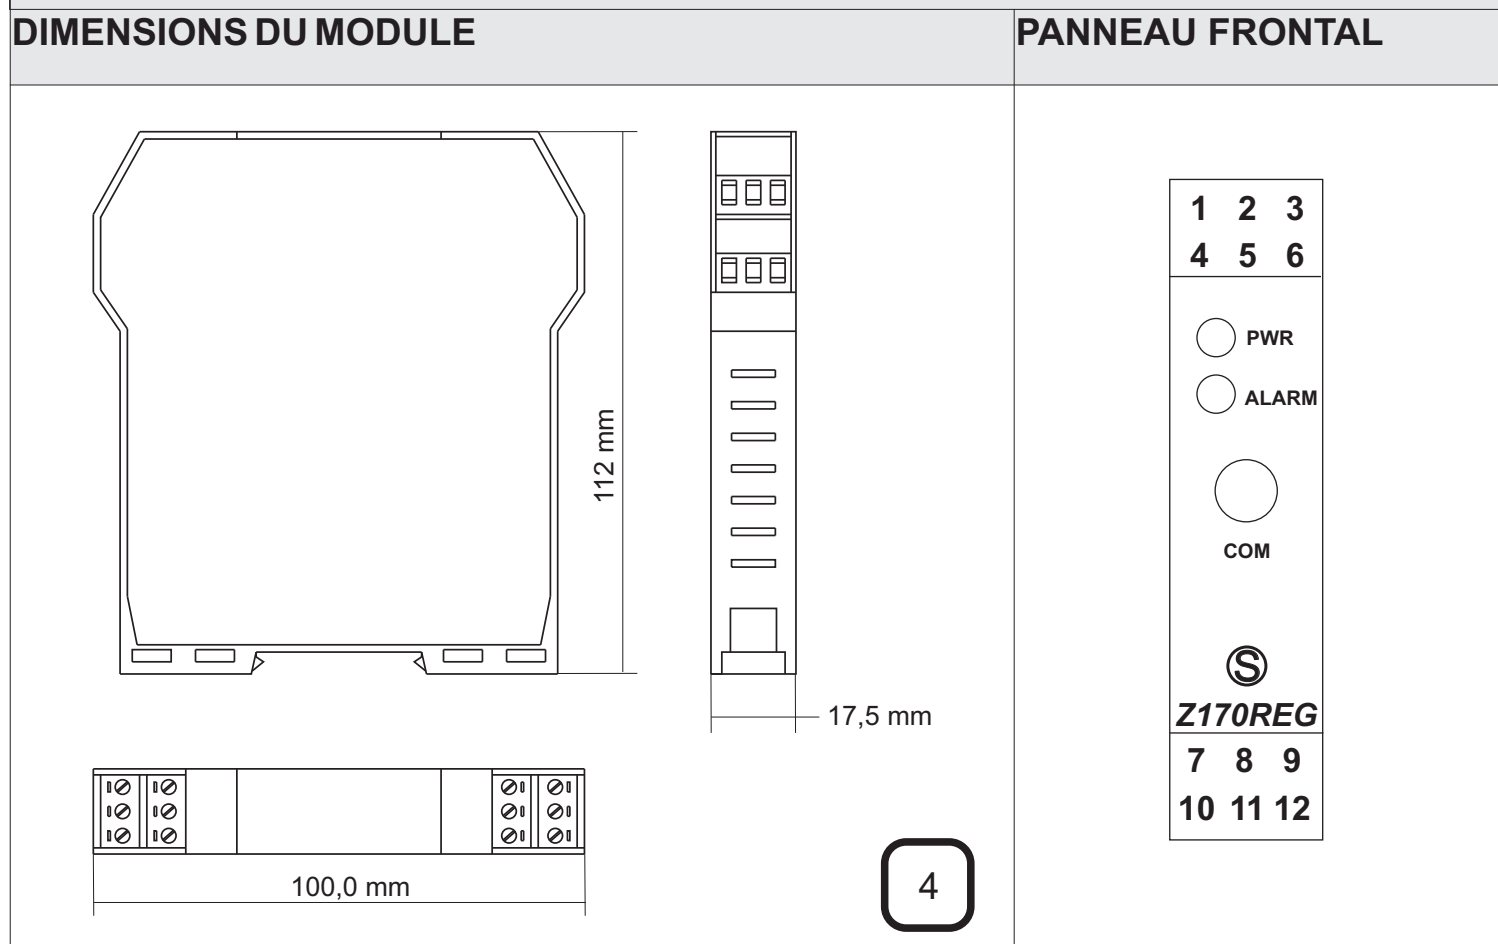 DIMENSIONS DU MODULE
PANNEAU FRONTAL
112 mm
17,5 mm
100,0 mm
4
1 2 3
4 5 6
PWR
ALARM
COM
S
Z170REG
7 8 9
10 11 12